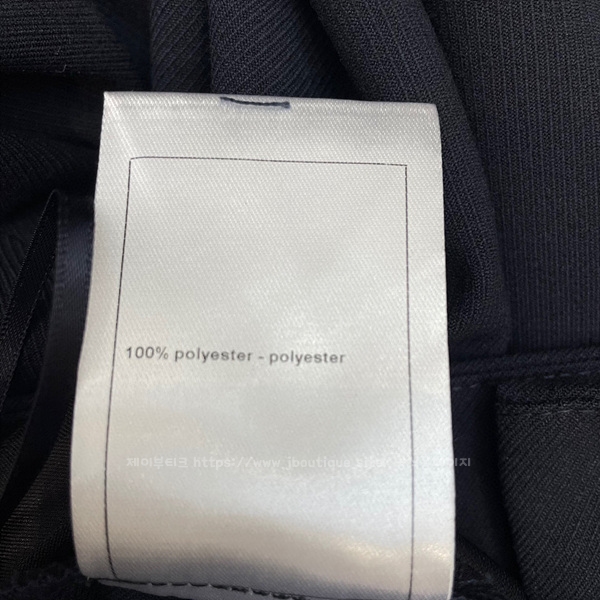 100% polyester - polyester
제이부티크 https://www.jboutique